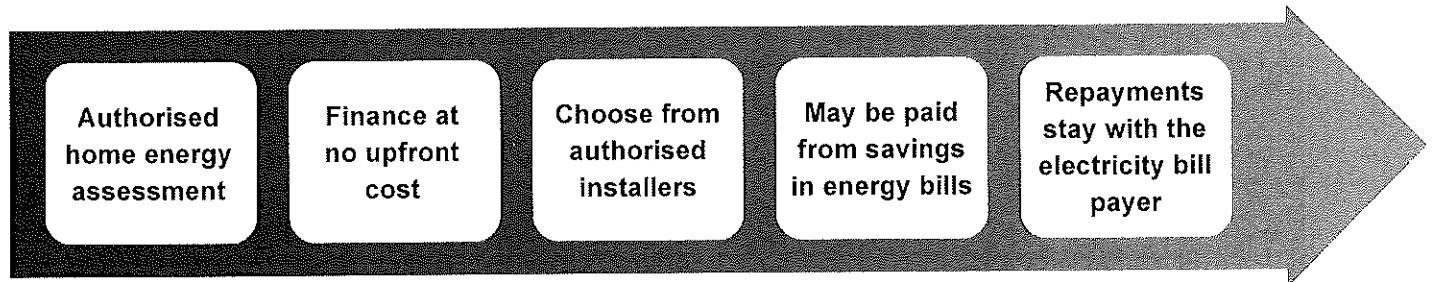 Authorised
home energy
assessment
Finance at
no upfront
cost
Choose from
authorised
installers
May be paid
from savings
in energy bills
Repayments
stay with the
electricity bill
payer